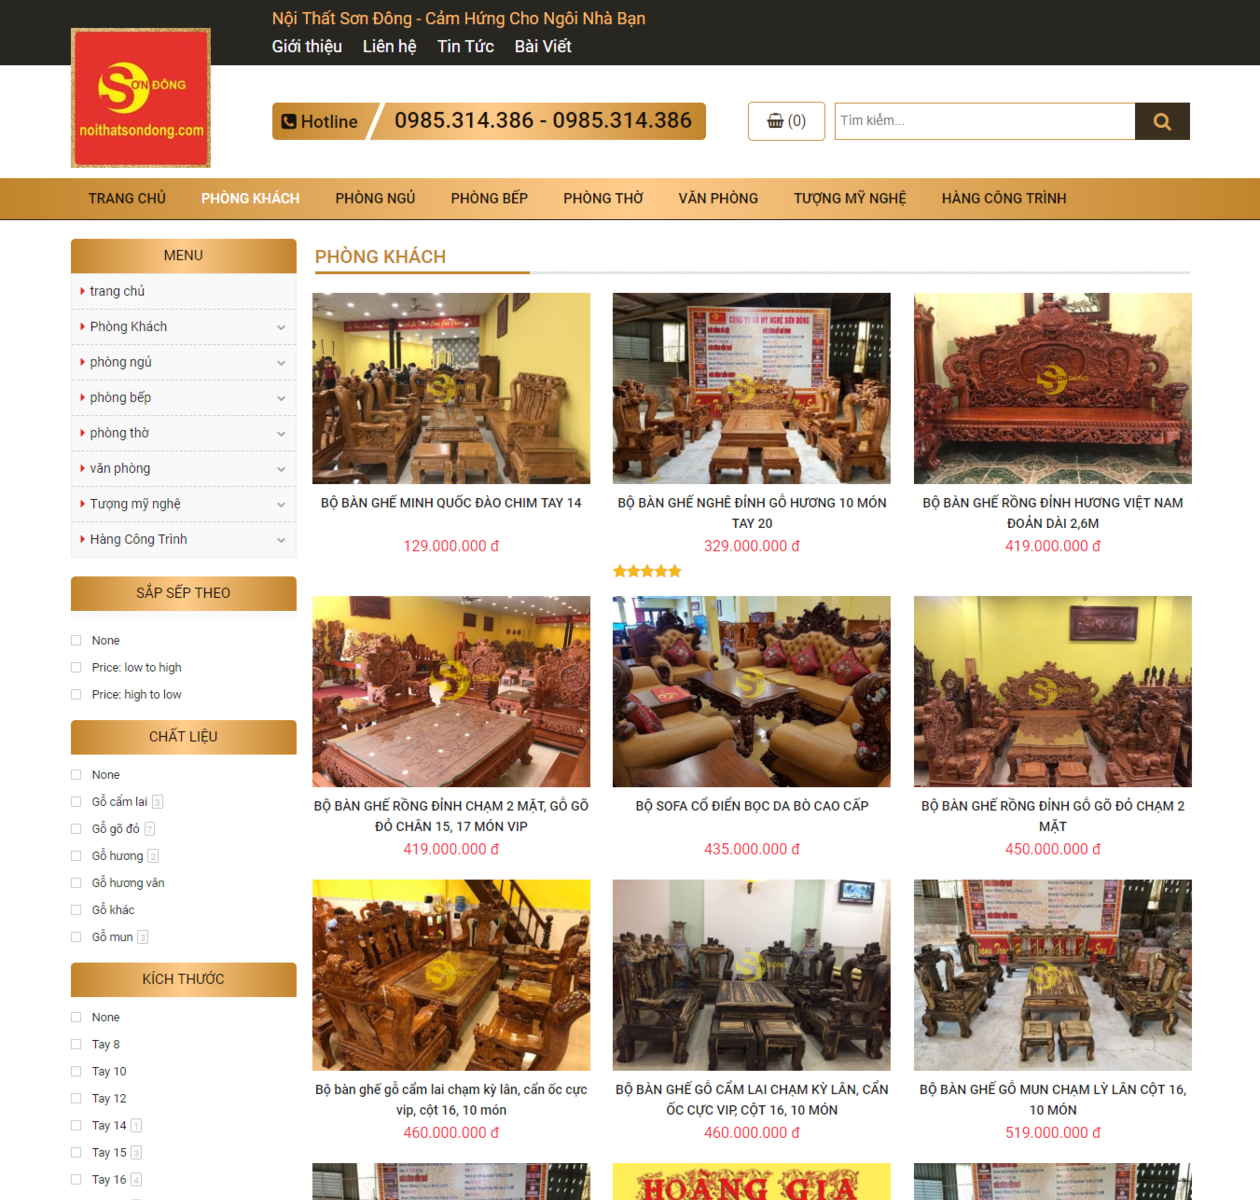 Nội Thất Sơn Đông - Cảm Hứng Cho Ngôi Nhà Bạn
Giới thiệu Liên hệ Tin Tức Bài Viết
SƠN ĐÔNG
noithatsondong.com
Hotline 0985.314.386 - 0985.314.386
(0)
Tìm kiếm...
TRANG CHỦ PHÒNG KHÁCH PHÒNG NGỦ PHÒNG BẾP PHÒNG THỜ VĂN PHÒNG TƯỢNG MỸ NGHỆ HÀNG CÔNG TRÌNH
MENU
trang chủ
Phòng Khách
phòng ngủ
phòng bếp
phòng thờ
văn phòng
Tượng mỹ nghệ
Hàng Công Trình
SẮP SẾP THEO
None
Price: low to high
Price: high to low
CHẤT LIỆU
None
Gỗ cẩm lai 3
Gỗ gõ đỏ 7
Gỗ hương 2
Gỗ hương vân
Gỗ khác
Gỗ mun 3
KÍCH THƯỚC
None
Tay 8
Tay 10
Tay 12
Tay 14 1
Tay 15 3
Tay 16 4
PHÒNG KHÁCH
CÔNG TY GỖ MỸ NGHỆ SƠN ĐÔNG
BỘ BÀN GHẾ MINH QUỐC ĐÀO CHIM TAY 14
129.000.000 đ
BỘ BÀN GHẾ NGHÊ ĐỈNH GỖ HƯƠNG 10 MÓN
TAY 20
329.000.000 đ
BỘ BÀN GHẾ RỒNG ĐỈNH HƯƠNG VIỆT NAM
ĐOẢN DÀI 2,6M
419.000.000 đ
BỘ BÀN GHẾ RỒNG ĐỈNH CHẠM 2 MẶT, GỖ GÕ
ĐỎ CHÂN 15, 17 MÓN VIP
419.000.000 đ
BỘ SOFA CỔ ĐIỂN BỌC DA BÒ CAO CẤP
435.000.000 đ
BỘ BÀN GHẾ RỒNG ĐỈNH GỖ GÕ ĐỎ CHẠM 2
MẶT
450.000.000 đ
Bộ bàn ghế gỗ cẩm lai chạm kỳ lân, cẩn ốc cực
vip, cột 16, 10 món
460.000.000 đ
BỘ BÀN GHẾ GỖ CẨM LAI CHẠM KỲ LÂN, CẨN
ỐC CỰC VIP, CỘT 16, 10 MÓN
460.000.000 đ
BỘ BÀN GHẾ GỖ MUN CHẠM LỲ LÂN CỘT 16,
10 MÓN
519.000.000 đ
HOÀNG GIA